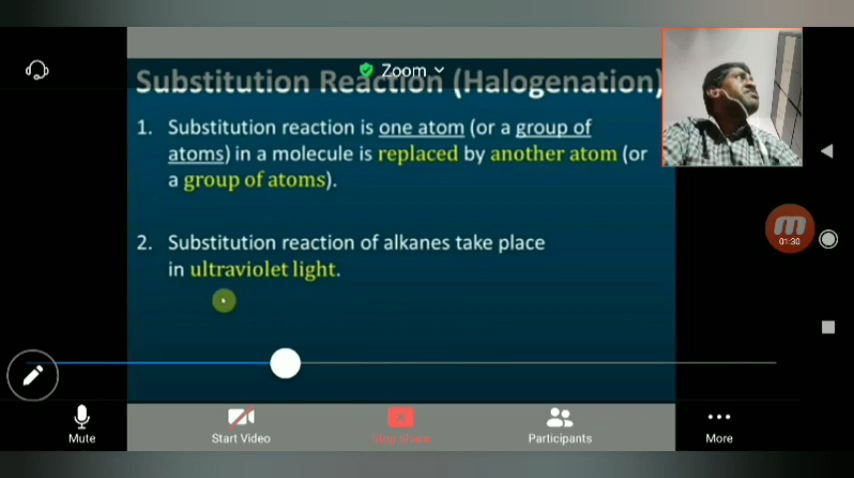 Zoom
Substitution Reaction (Halogenation)
1. Substitution reaction is one atom (or a group of
atoms) in a molecule is replaced by another atom (or
a group of atoms).
2. Substitution reaction of alkanes take place
in ultraviolet light.
01:30
Mute
Start Video
Stop Share
Participants
More